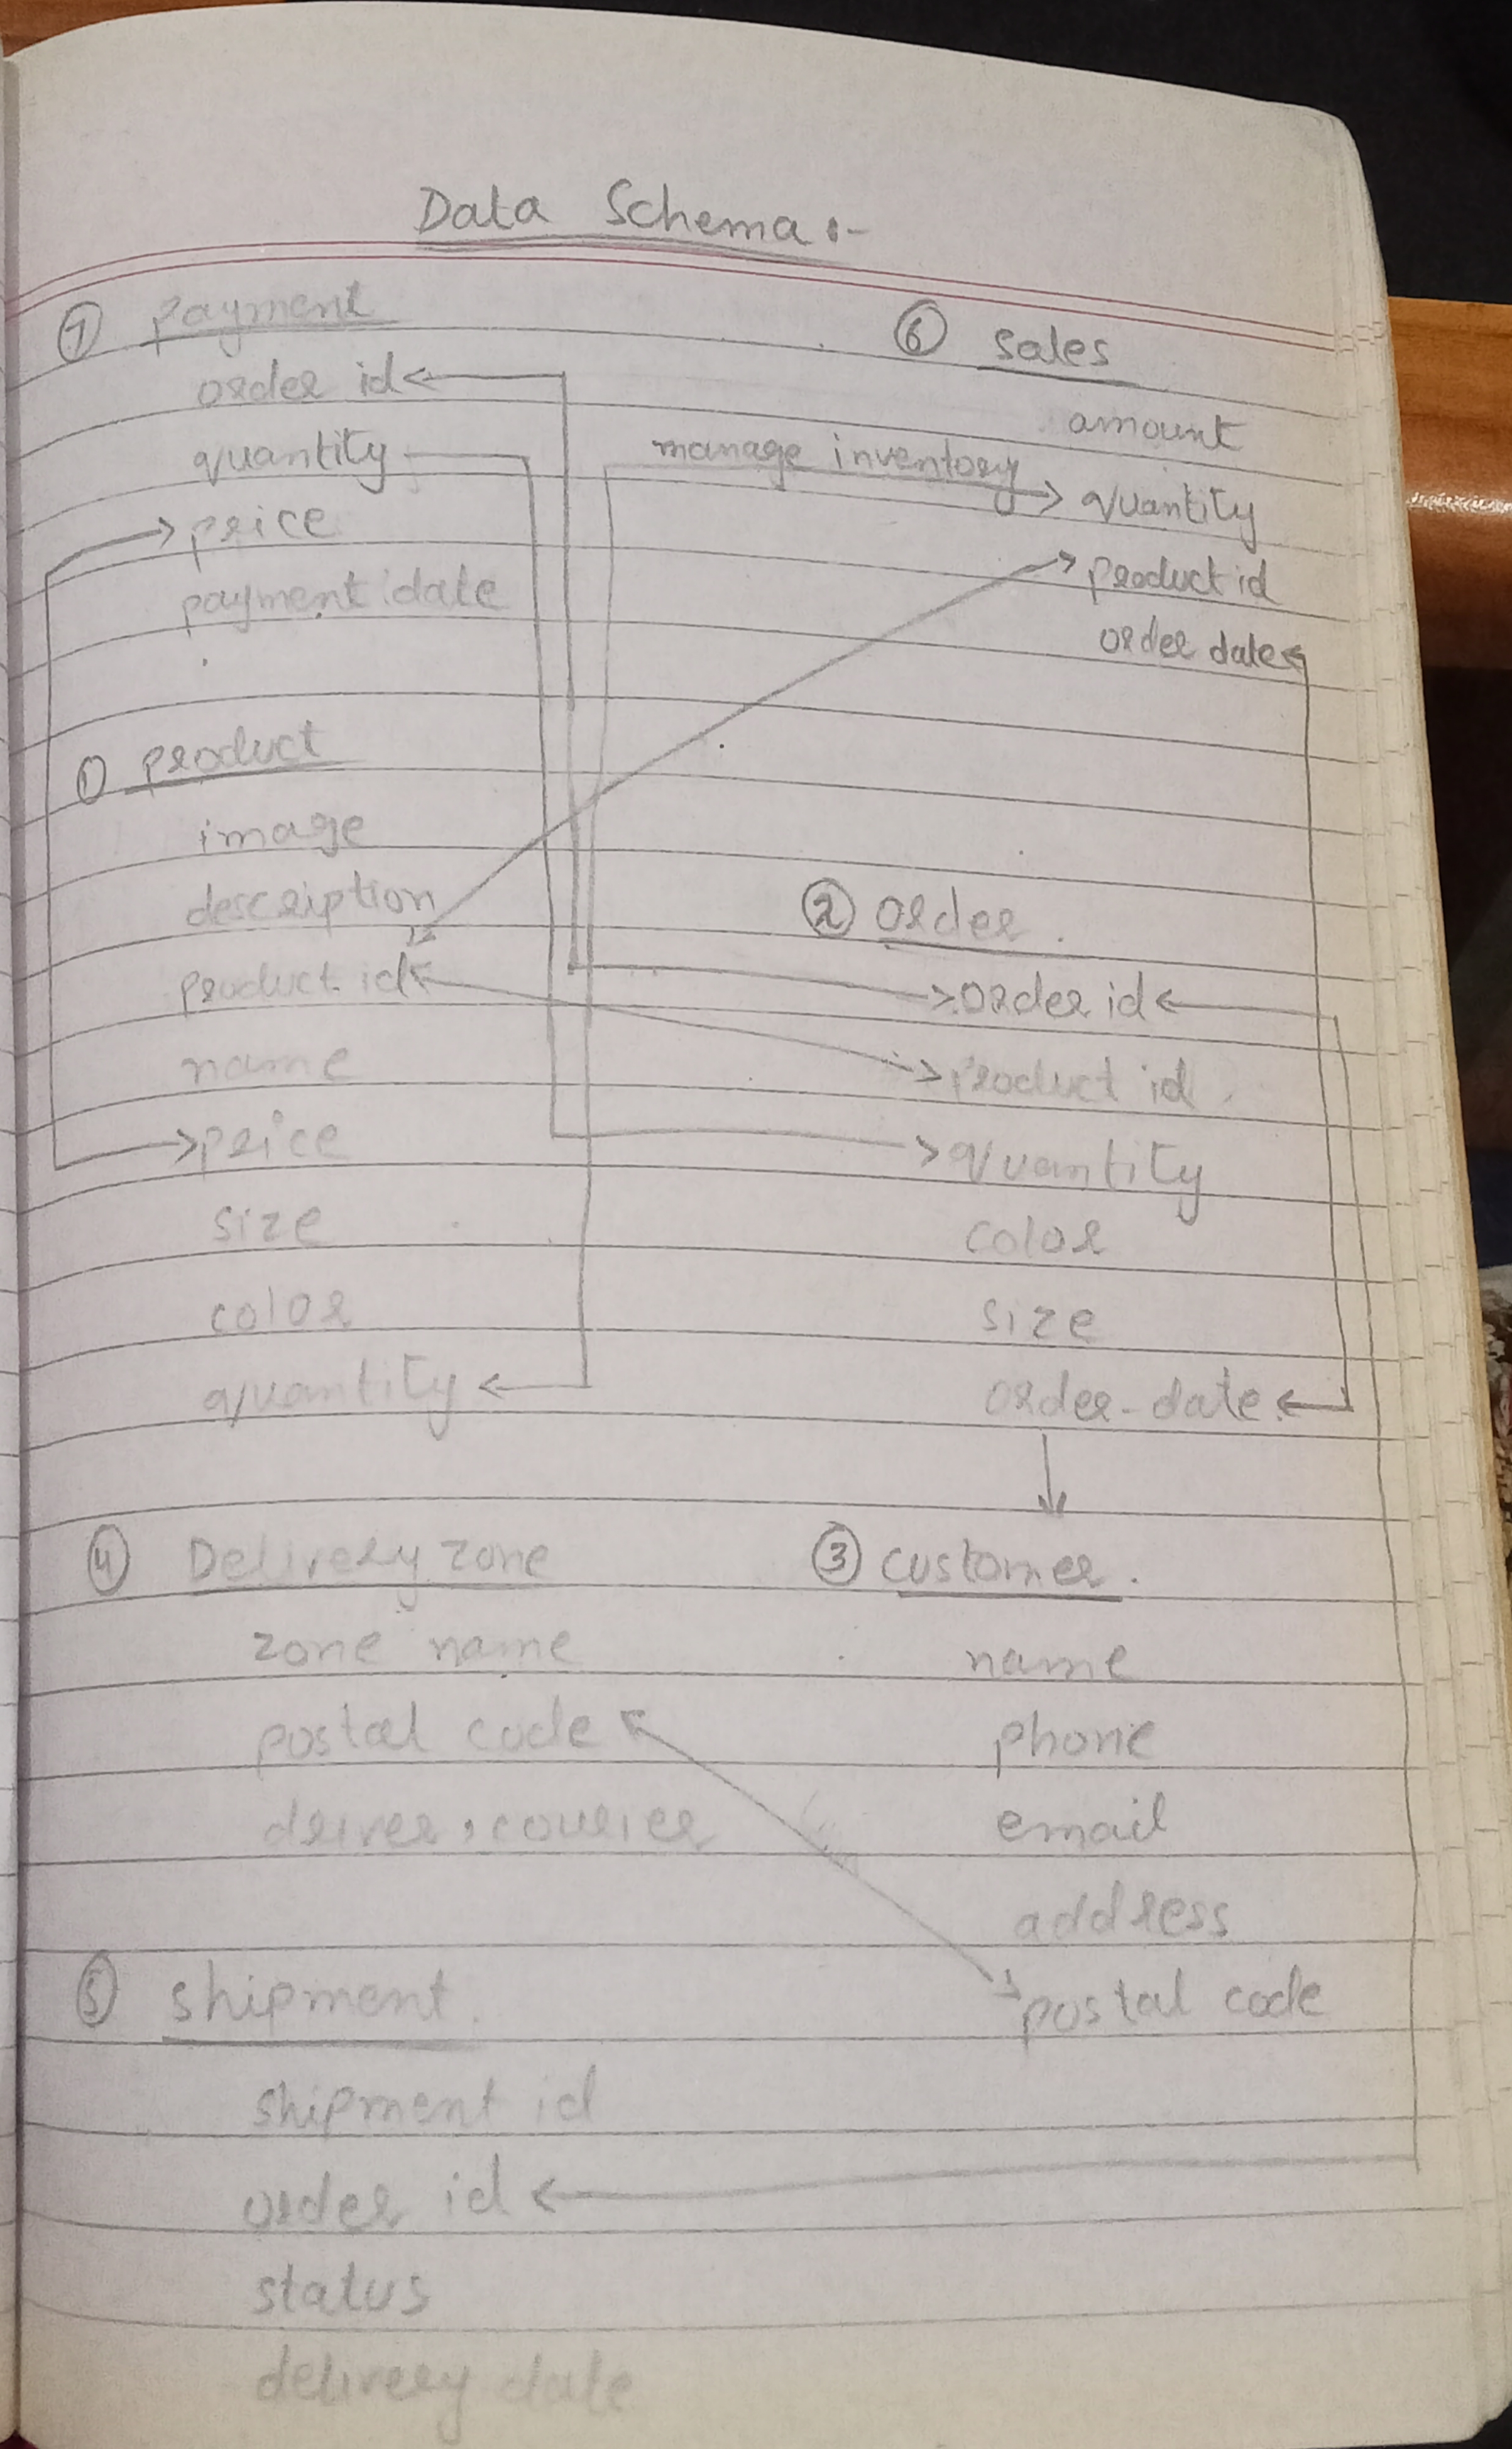 Data Schema :-
⑦ payment
order id
quantity
price
payment date
⑥ sales
amount
manage inventory
quantity
product id
order date
① product
image
description
product id
name
price
size
color
quantity
② order.
order id
product id
quantity
color
size
order-date
④ Delivery zone
zone name
postal code
driver, courier
③ customer.
name
phone
email
address
postal code
⑤ shipment.
shipment id
order id
status
delivery date